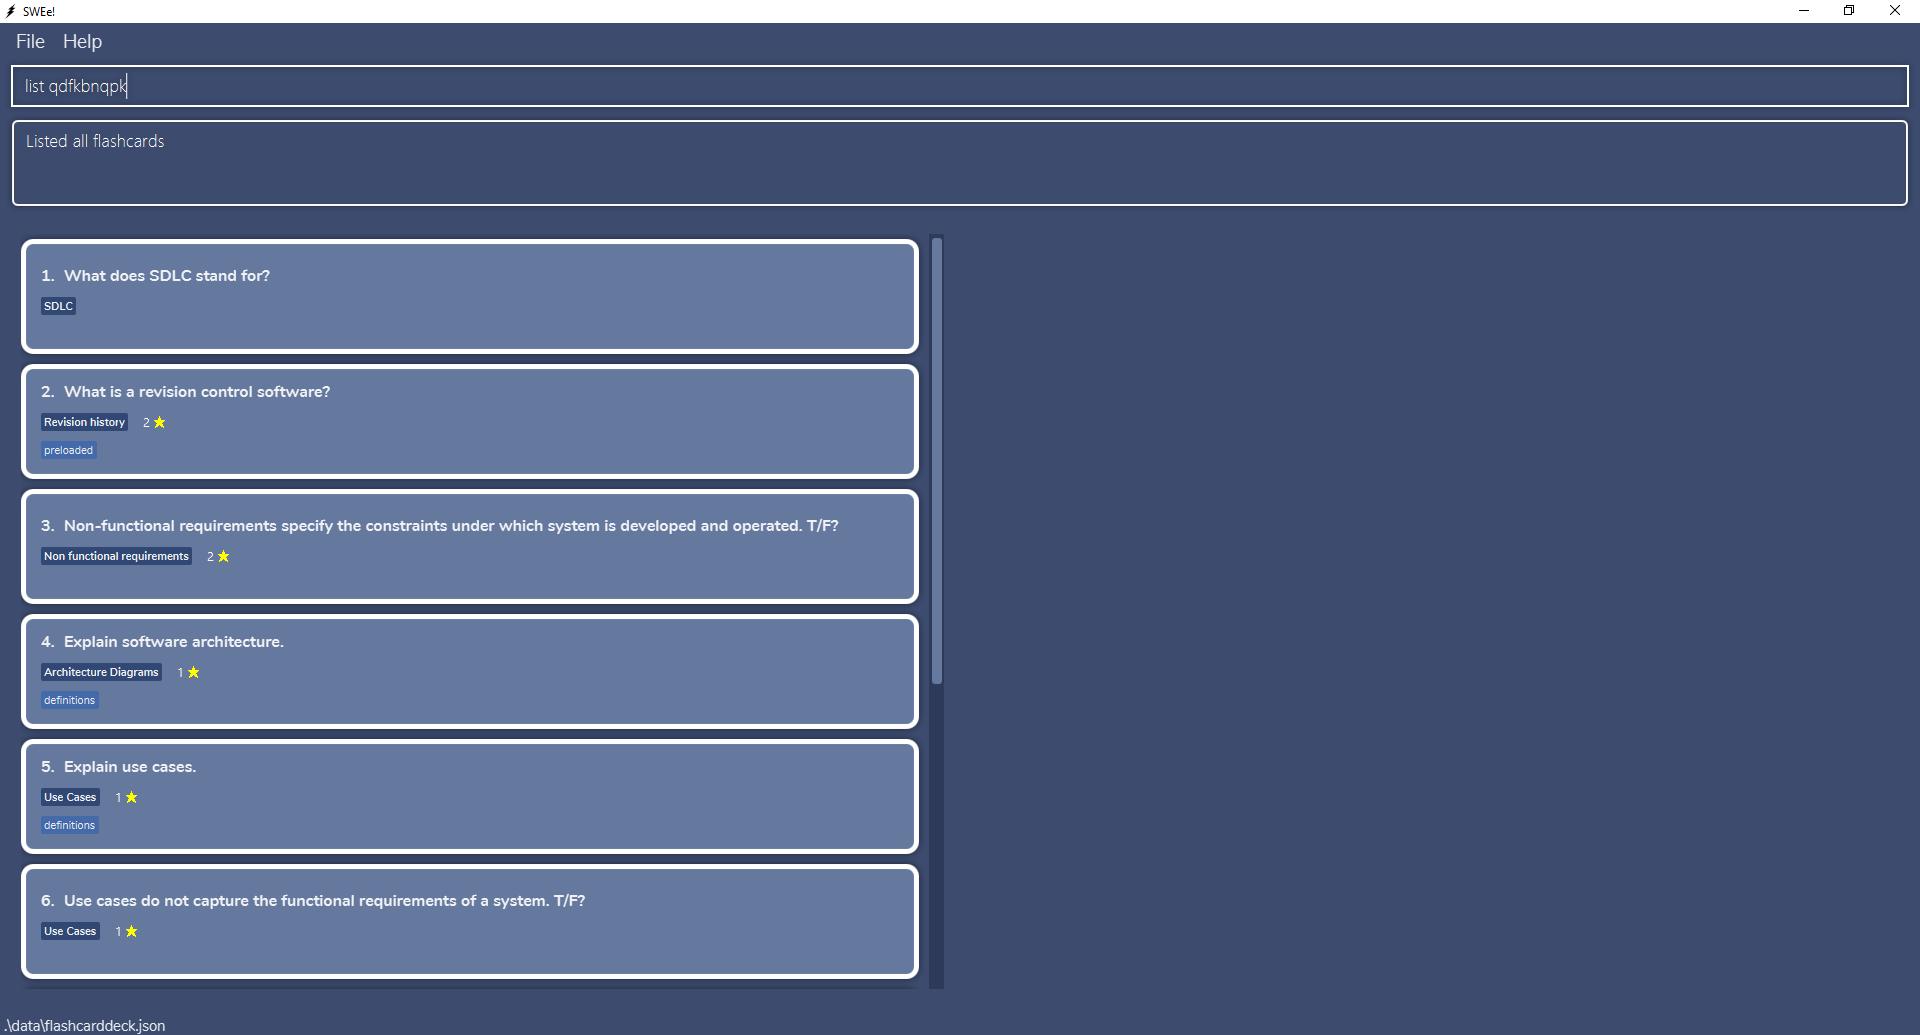 SWEe!
File Help
list qdfkbnqpk
Listed all flashcards
1. What does SDLC stand for?
SDLC
2. What is a revision control software?
Revision history 2 ★
preloaded
3. Non-functional requirements specify the constraints under which system is developed and operated. T/F?
Non functional requirements 2 ★
4. Explain software architecture.
Architecture Diagrams 1 ★
definitions
5. Explain use cases.
Use Cases 1 ★
definitions
6. Use cases do not capture the functional requirements of a system. T/F?
Use Cases 1 ★
.\data\flashcarddeck.json